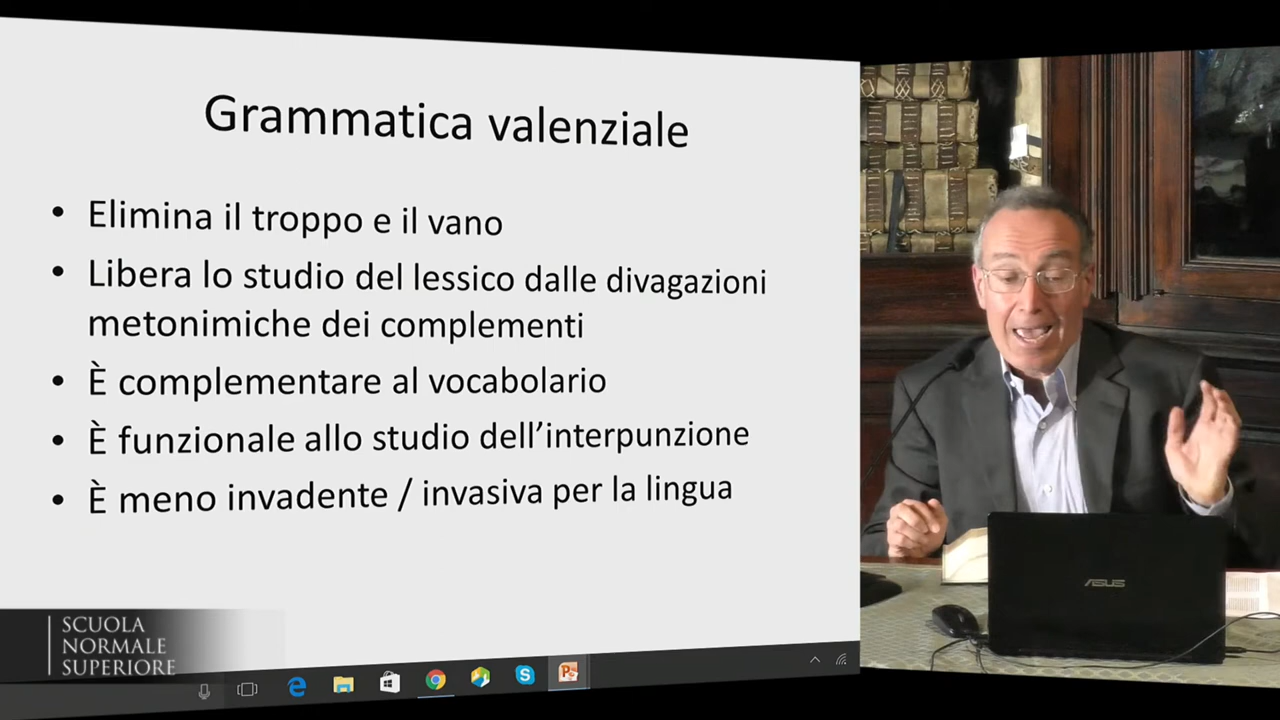 Grammatica valenziale
• Elimina il troppo e il vano
• Libera lo studio del lessico dalle divagazioni
metonimiche dei complementi
• È complementare al vocabolario
• È funzionale allo studio dell’interpunzione
• È meno invadente / invasiva per la lingua
SCUOLA
NORMALE
SUPERIORE
ASUS